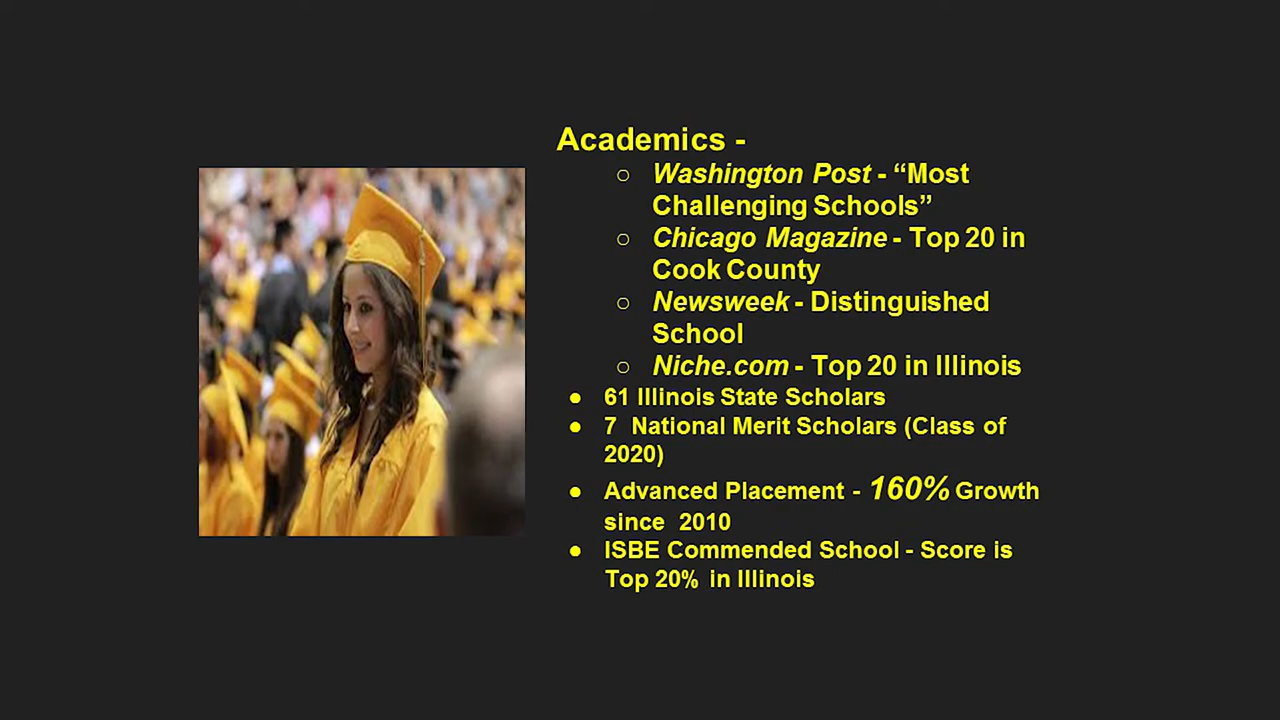 Academics -
○ Washington Post - “Most
Challenging Schools”
○ Chicago Magazine - Top 20 in
Cook County
○ Newsweek - Distinguished
School
○ Niche.com - Top 20 in Illinois
● 61 Illinois State Scholars
● 7 National Merit Scholars (Class of
2020)
● Advanced Placement - 160% Growth
since 2010
● ISBE Commended School - Score is
Top 20% in Illinois